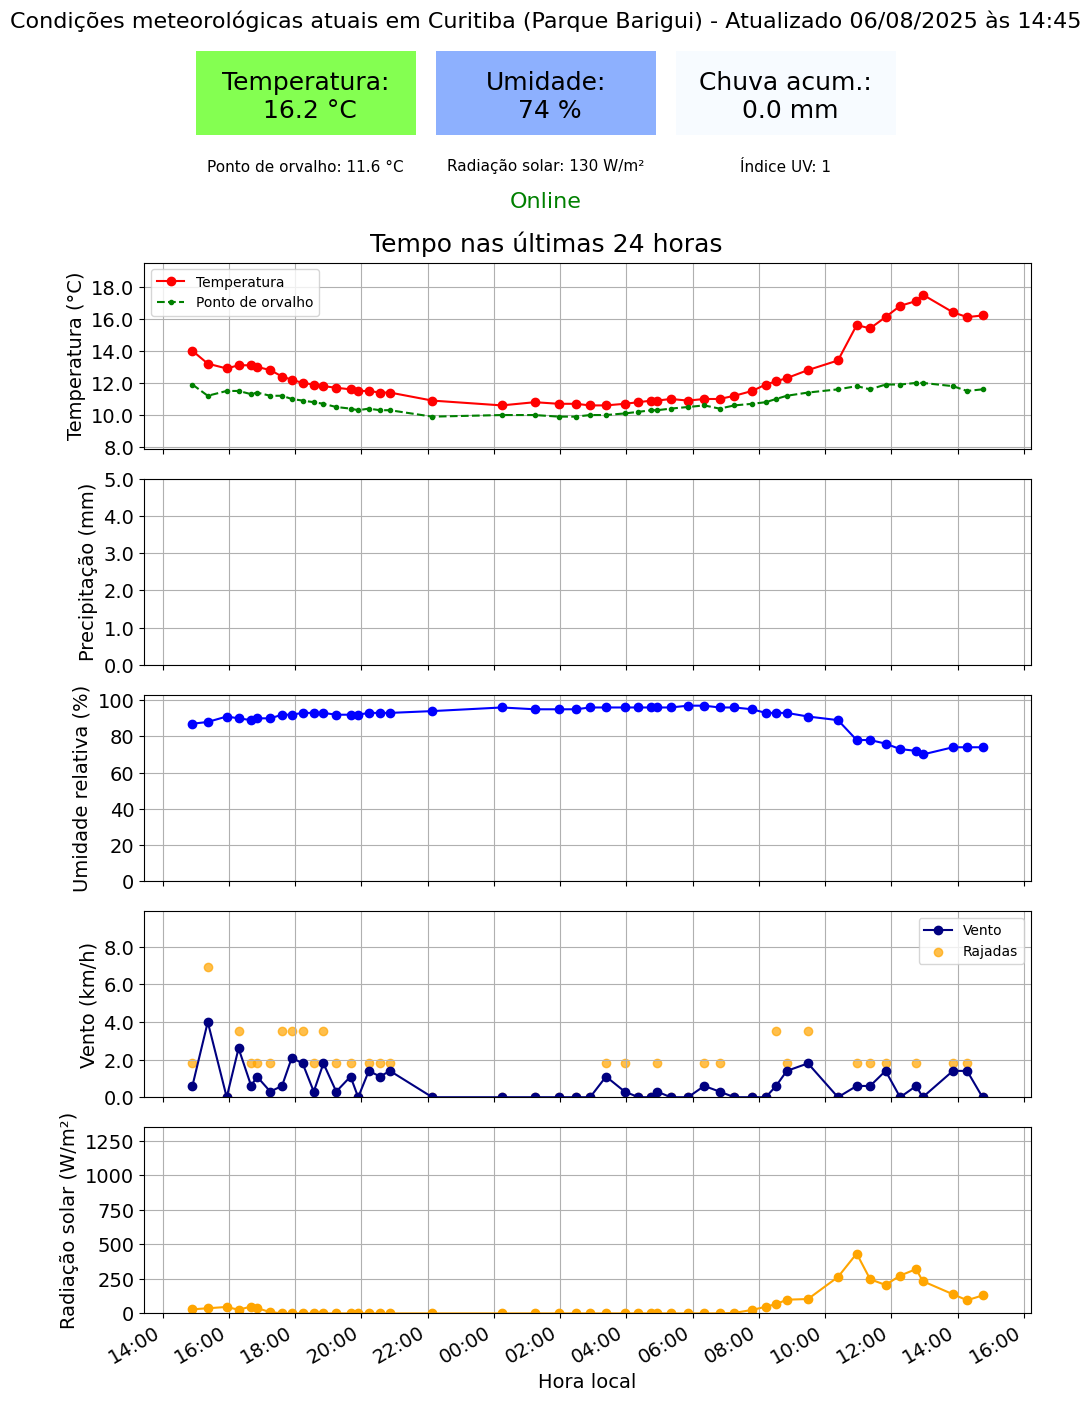 Condições meteorológicas atuais em Curitiba (Parque Barigui) - Atualizado 06/08/2025 às 14:45
Temperatura:
16.2 °C
Umidade:
74 %
Chuva acum.:
0.0 mm
Ponto de orvalho: 11.6 °C
Radiação solar: 130 W/m²
Índice UV: 1
Online
Tempo nas últimas 24 horas
Temperatura (°C)
18.0
16.0
14.0
12.0
10.0
8.0
Temperatura
Ponto de orvalho
Precipitação (mm)
5.0
4.0
3.0
2.0
1.0
0.0
Umidade relativa (%)
100
80
60
40
20
0
Vento (km/h)
8.0
6.0
4.0
2.0
0.0
Vento
Rajadas
Radiação solar (W/m²)
1250
1000
750
500
250
0
14:00
16:00
18:00
20:00
22:00
00:00
02:00
04:00
06:00
08:00
10:00
12:00
14:00
16:00
Hora local